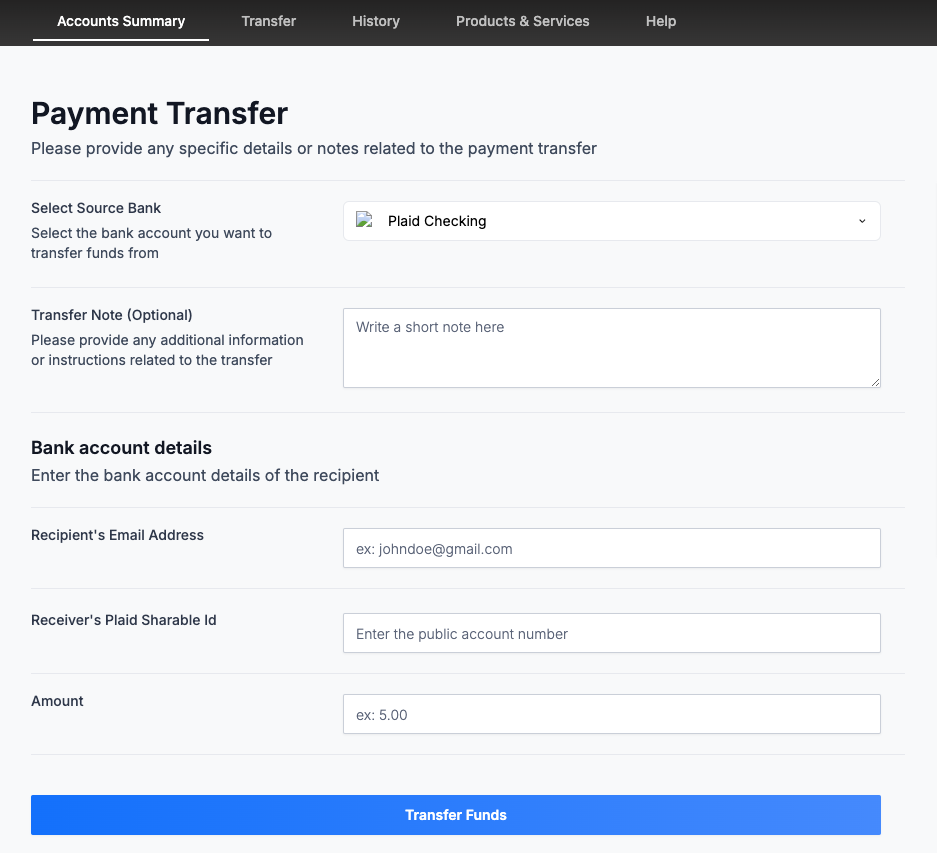 Accounts Summary Transfer History Products & Services Help
Payment Transfer
Please provide any specific details or notes related to the payment transfer
Select Source Bank
Select the bank account you want to
transfer funds from
Plaid Checking
Transfer Note (Optional)
Please provide any additional information
or instructions related to the transfer
Write a short note here
Bank account details
Enter the bank account details of the recipient
Recipient's Email Address
ex: johndoe@gmail.com
Receiver's Plaid Sharable Id
Enter the public account number
Amount
ex: 5.00
Transfer Funds